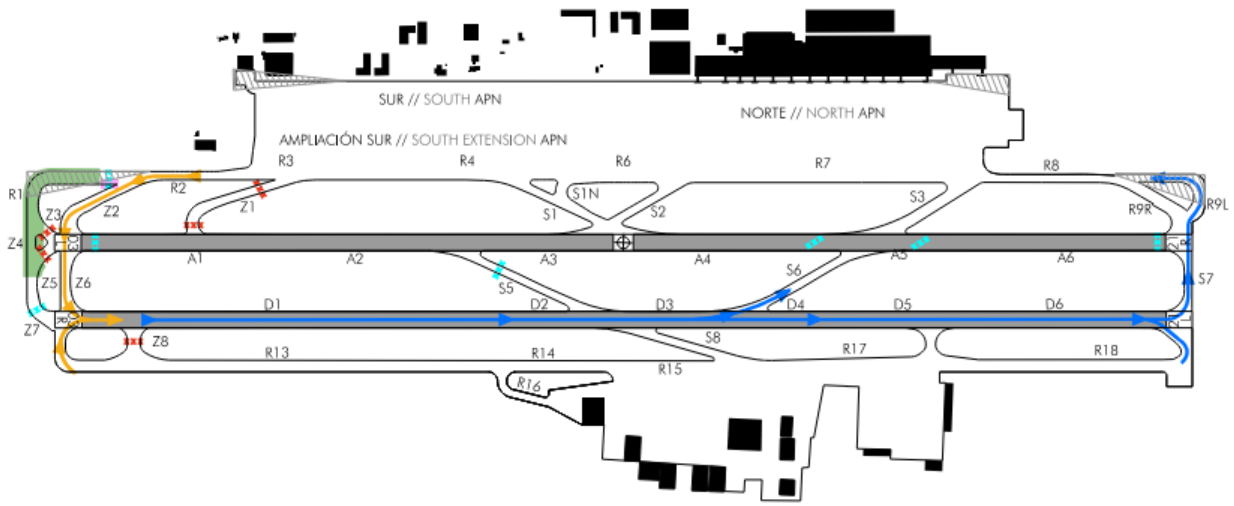 SUR // SOUTH APN
NORTE // NORTH APN
AMPLIACIÓN SUR // SOUTH EXTENSION APN
R3
R4
R6
R7
R8
R1
R2
Z1
S1N
S3
Z2
S1
S2
R9R
R9L
Z3
Z4
A1
A2
A3
A4
A5
A6
Z5
Z6
S5
S6
S7
D1
D2
D3
D4
D5
D6
Z7
Z8
S8
R13
R14
R15
R17
R18
R16